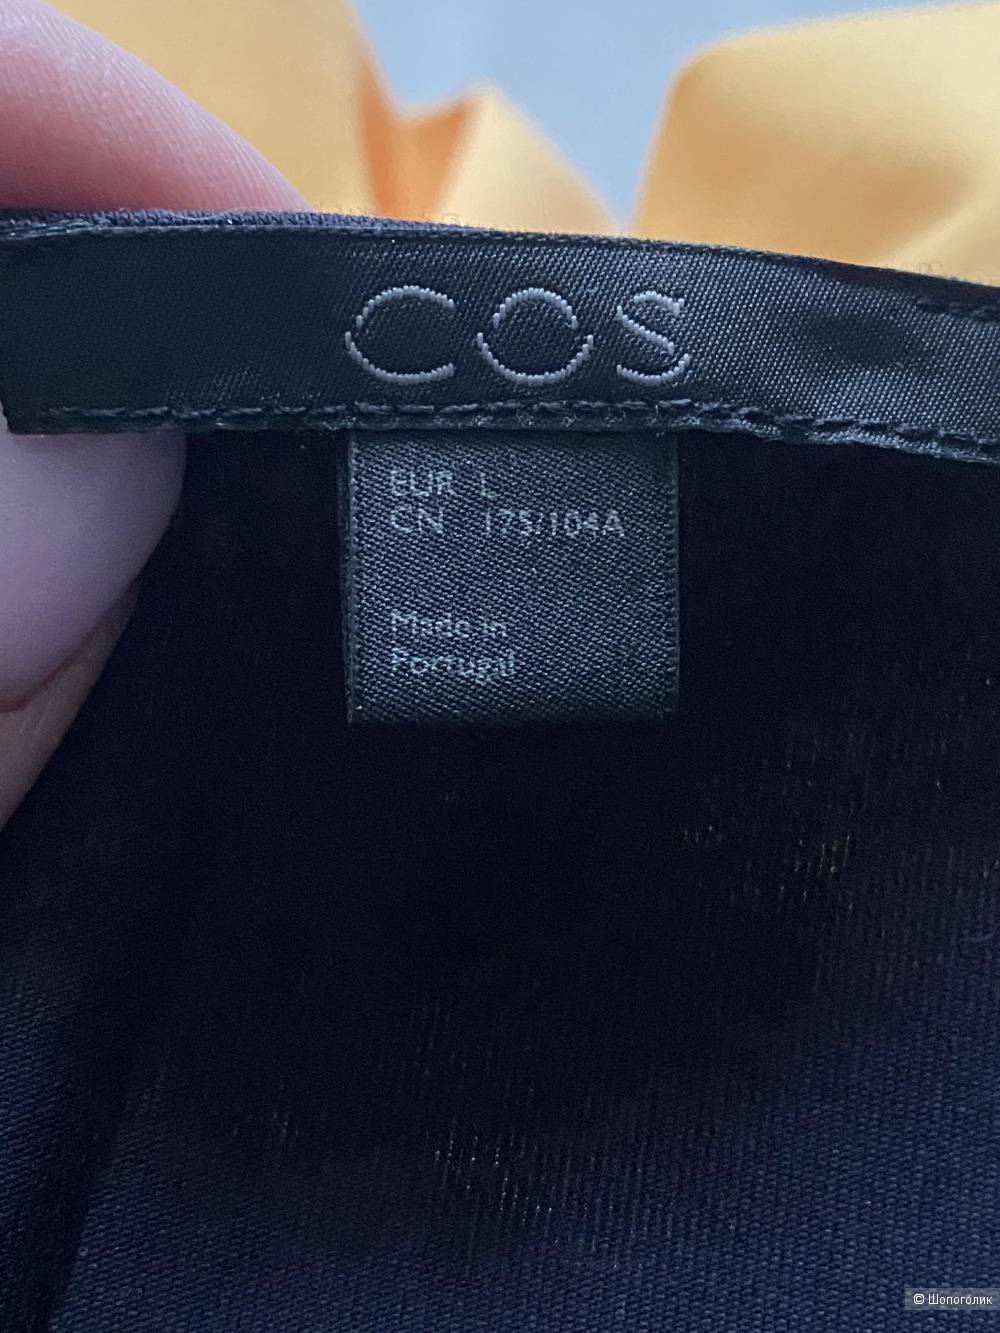 COS
EUR L
CN 175/104A
Made in
Portugal
© Шопоголик